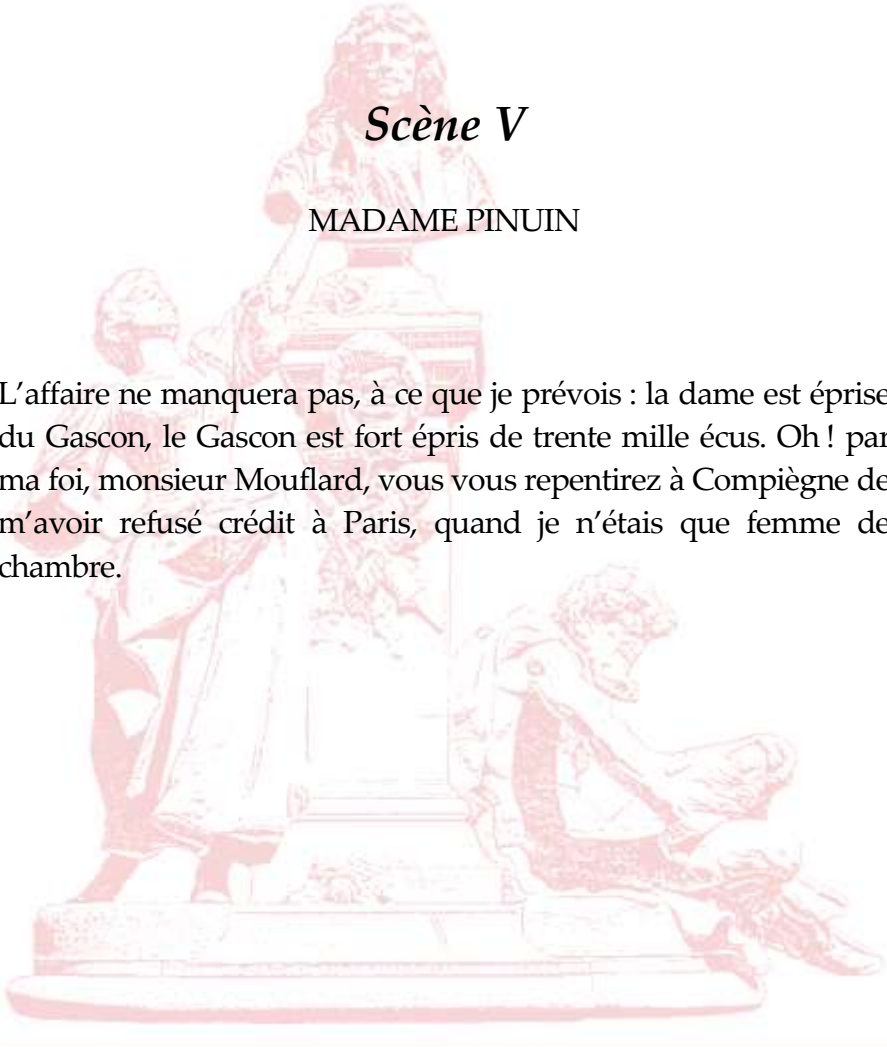 Scène V
MADAME PINUIN
L’affaire ne manquera pas, à ce que je prévois : la dame est éprise
du Gascon, le Gascon est fort épris de trente mille écus. Oh ! par
ma foi, monsieur Mouflard, vous vous repentirez à Compiègne de
m’avoir refusé crédit à Paris, quand je n’étais que femme de
chambre.